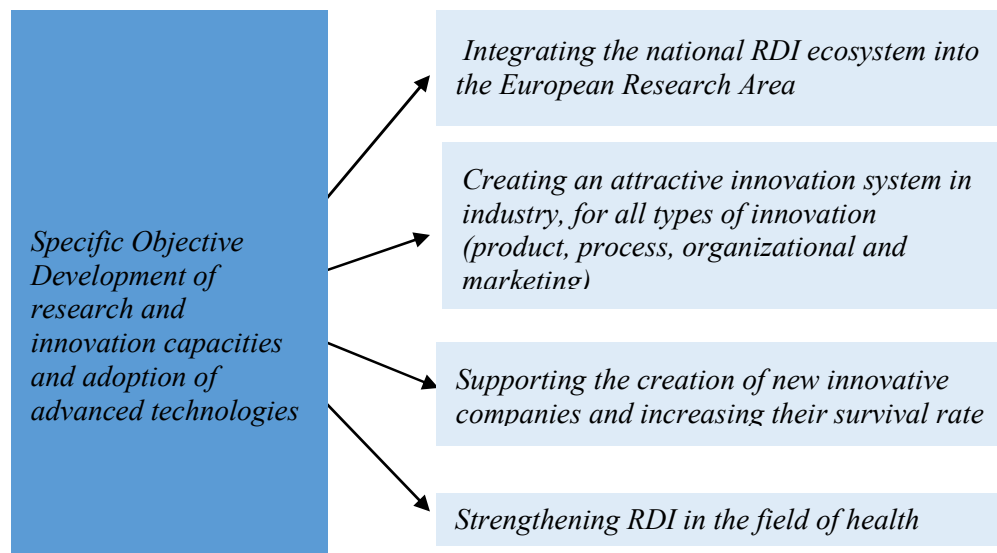 Specific Objective
Development of
research and
innovation capacities
and adoption of
advanced technologies
Integrating the national RDI ecosystem into
the European Research Area
Creating an attractive innovation system in
industry, for all types of innovation
(product, process, organizational and
marketing)
Supporting the creation of new innovative
companies and increasing their survival rate
Strengthening RDI in the field of health